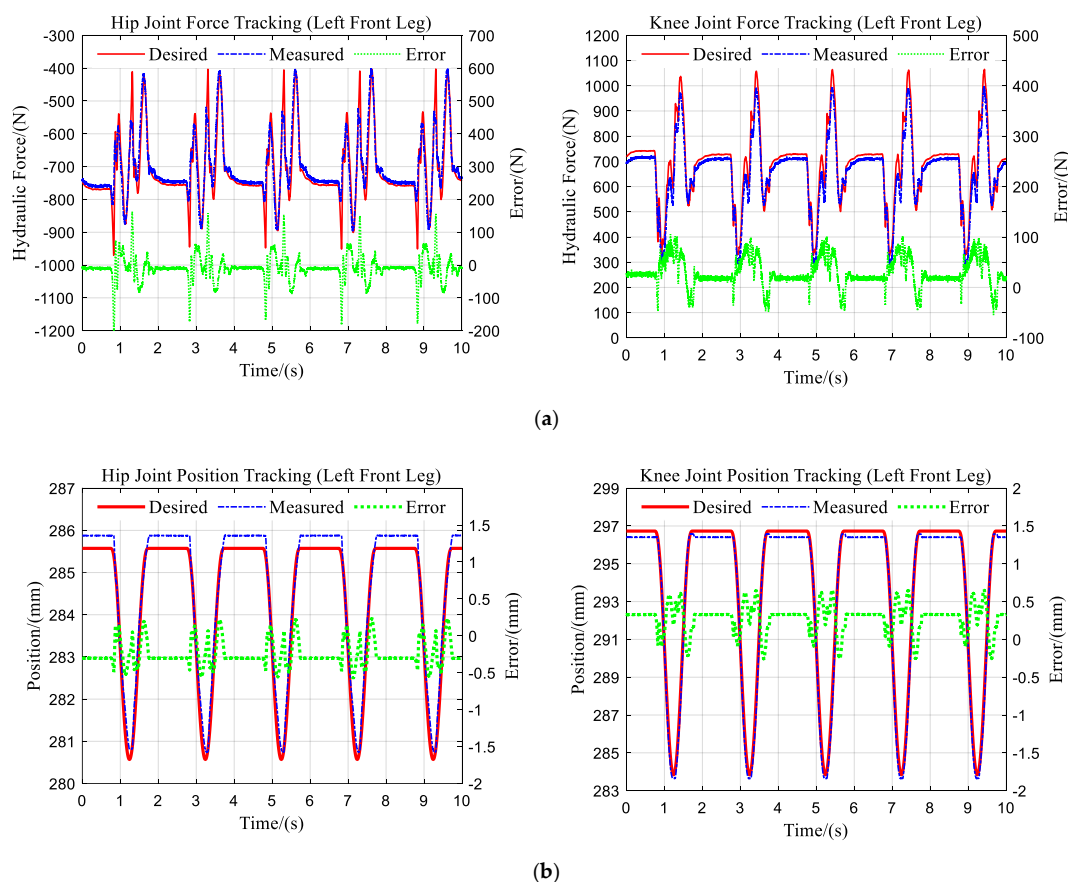 Hip Joint Force Tracking (Left Front Leg)
Desired Measured Error
-300
-400
-500
-600
-700
-800
-900
-1000
-1100
-1200
Hydraulic Force/(N)
700
600
500
400
300
200
100
0
-100
-200
Error/(N)
0 1 2 3 4 5 6 7 8 9 10
Time/(s)
Knee Joint Force Tracking (Left Front Leg)
Desired Measured Error
1200
1100
1000
900
800
700
600
500
400
300
200
100
0
Hydraulic Force/(N)
500
400
300
200
100
0
-100
Error/(N)
0 1 2 3 4 5 6 7 8 9 10
Time/(s)
(a)
Hip Joint Position Tracking (Left Front Leg)
Desired Measured Error
287
286
285
284
283
282
281
280
Position/(mm)
1.5
1
0.5
0
-0.5
-1
-1.5
-2
Error/(mm)
0 1 2 3 4 5 6 7 8 9 10
Time/(s)
Knee Joint Position Tracking (Left Front Leg)
Desired Measured Error
299
297
295
293
291
289
287
285
283
Position/(mm)
2
1.5
1
0.5
0
-0.5
-1
-1.5
-2
Error/(mm)
0 1 2 3 4 5 6 7 8 9 10
Time/(s)
(b)